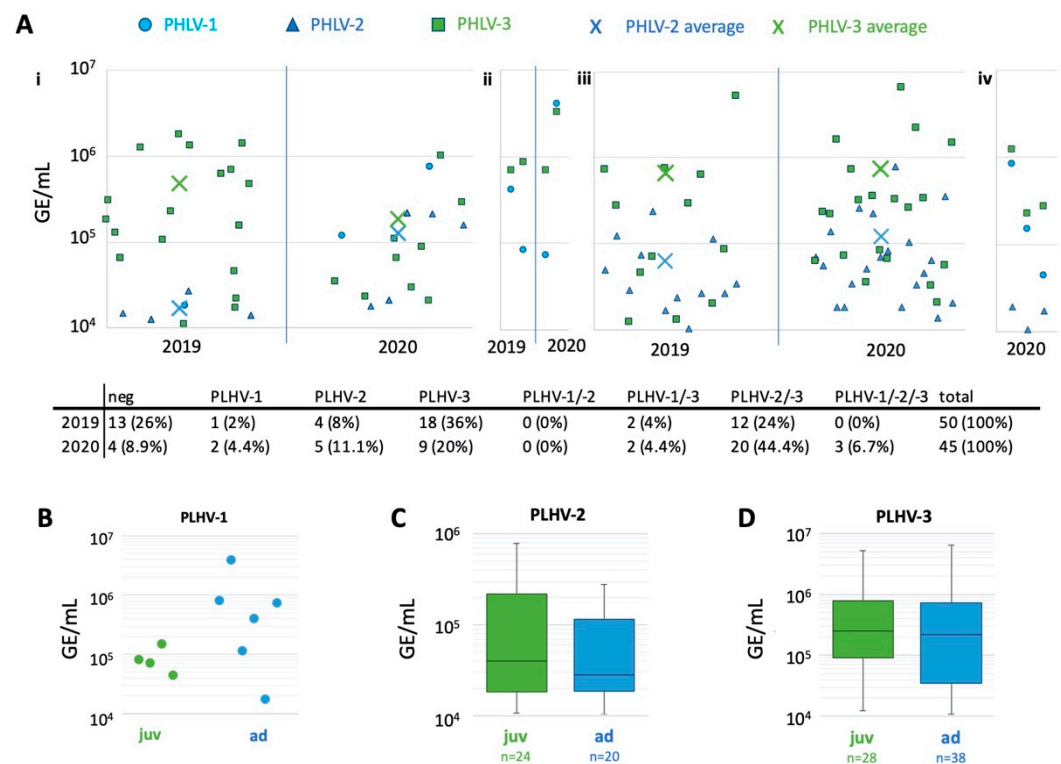 A
PHLV-1 PHLV-2 PHLV-3 X PHLV-2 average X PHLV-3 average
i ii iii iv
10⁷
10⁶
10⁵
10⁴
GE/mL
2019 2020 2019 2020 2019 2020 2020
neg PLHV-1 PLHV-2 PLHV-3 PLHV-1/-2 PLHV-1/-3 PLHV-2/-3 PLHV-1/-2/-3 total
2019 13 (26%) 1 (2%) 4 (8%) 18 (36%) 0 (0%) 2 (4%) 12 (24%) 0 (0%) 50 (100%)
2020 4 (8.9%) 2 (4.4%) 5 (11.1%) 9 (20%) 0 (0%) 2 (4.4%) 20 (44.4%) 3 (6.7%) 45 (100%)
B
PLHV-1
10⁷
10⁶
10⁵
10⁴
GE/mL
juv ad
C
PLHV-2
10⁶
10⁵
10⁴
GE/mL
juv ad
n=24 n=20
D
PLHV-3
10⁷
10⁶
10⁵
10⁴
GE/mL
juv ad
n=28 n=38